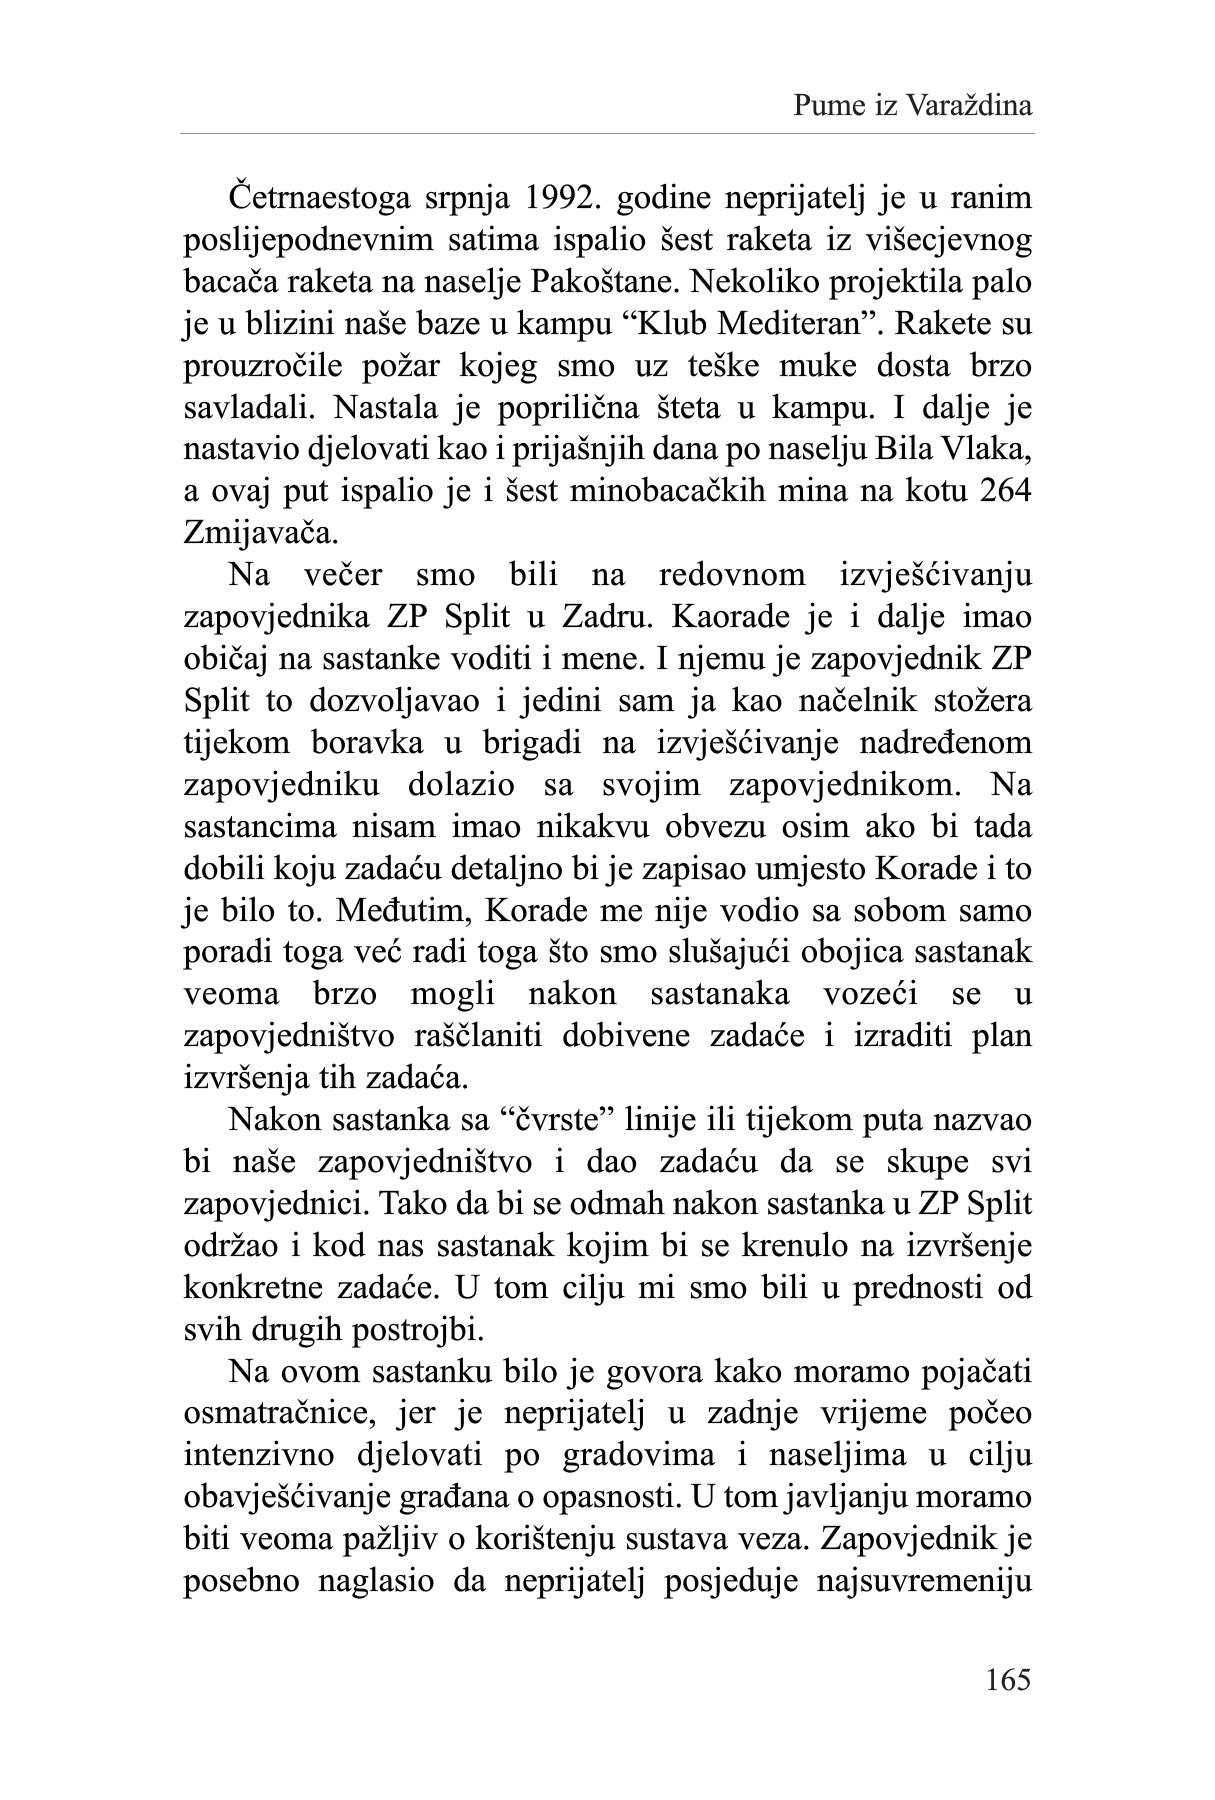 Pume iz Varaždina
Četrnaestoga srpnja 1992. godine neprijatelj je u ranim
poslijepodnevnim satima ispalio šest raketa iz višecjevnog
bacača raketa na naselje Pakoštane. Nekoliko projektila palo
je u blizini naše baze u kampu “Klub Mediteran”. Rakete su
prouzročile požar kojeg smo uz teške muke dosta brzo
savladali. Nastala je poprilična šteta u kampu. I dalje je
nastavio djelovati kao i prijašnjih dana po naselju Bila Vlaka,
a ovaj put ispalio je i šest minobacačkih mina na kotu 264
Zmijavača.
Na večer smo bili na redovnom izvješćivanju
zapovjednika ZP Split u Zadru. Kaorade je i dalje imao
običaj na sastanke voditi i mene. I njemu je zapovjednik ZP
Split to dozvoljavao i jedini sam ja kao načelnik stožera
tijekom boravka u brigadi na izvješćivanje nadređenom
zapovjedniku dolazio sa svojim zapovjednikom. Na
sastancima nisam imao nikakvu obvezu osim ako bi tada
dobili koju zadaću detaljno bi je zapisao umjesto Korade i to
je bilo to. Međutim, Korade me nije vodio sa sobom samo
poradi toga već radi toga što smo slušajući obojica sastanak
veoma brzo mogli nakon sastanaka vozeći se u
zapovjedništvo raščlaniti dobivene zadaće i izraditi plan
izvršenja tih zadaća.
Nakon sastanka sa “čvrste” linije ili tijekom puta nazvao
bi naše zapovjedništvo i dao zadaću da se skupe svi
zapovjednici. Tako da bi se odmah nakon sastanka u ZP Split
održao i kod nas sastanak kojim bi se krenulo na izvršenje
konkretne zadaće. U tom cilju mi smo bili u prednosti od
svih drugih postrojbi.
Na ovom sastanku bilo je govora kako moramo pojačati
osmatračnice, jer je neprijatelj u zadnje vrijeme počeo
intenzivno djelovati po gradovima i naseljima u cilju
obavješćivanje građana o opasnosti. U tom javljanju moramo
biti veoma pažljiv o korištenju sustava veza. Zapovjednik je
posebno naglasio da neprijatelj posjeduje najsuvremeniju
165